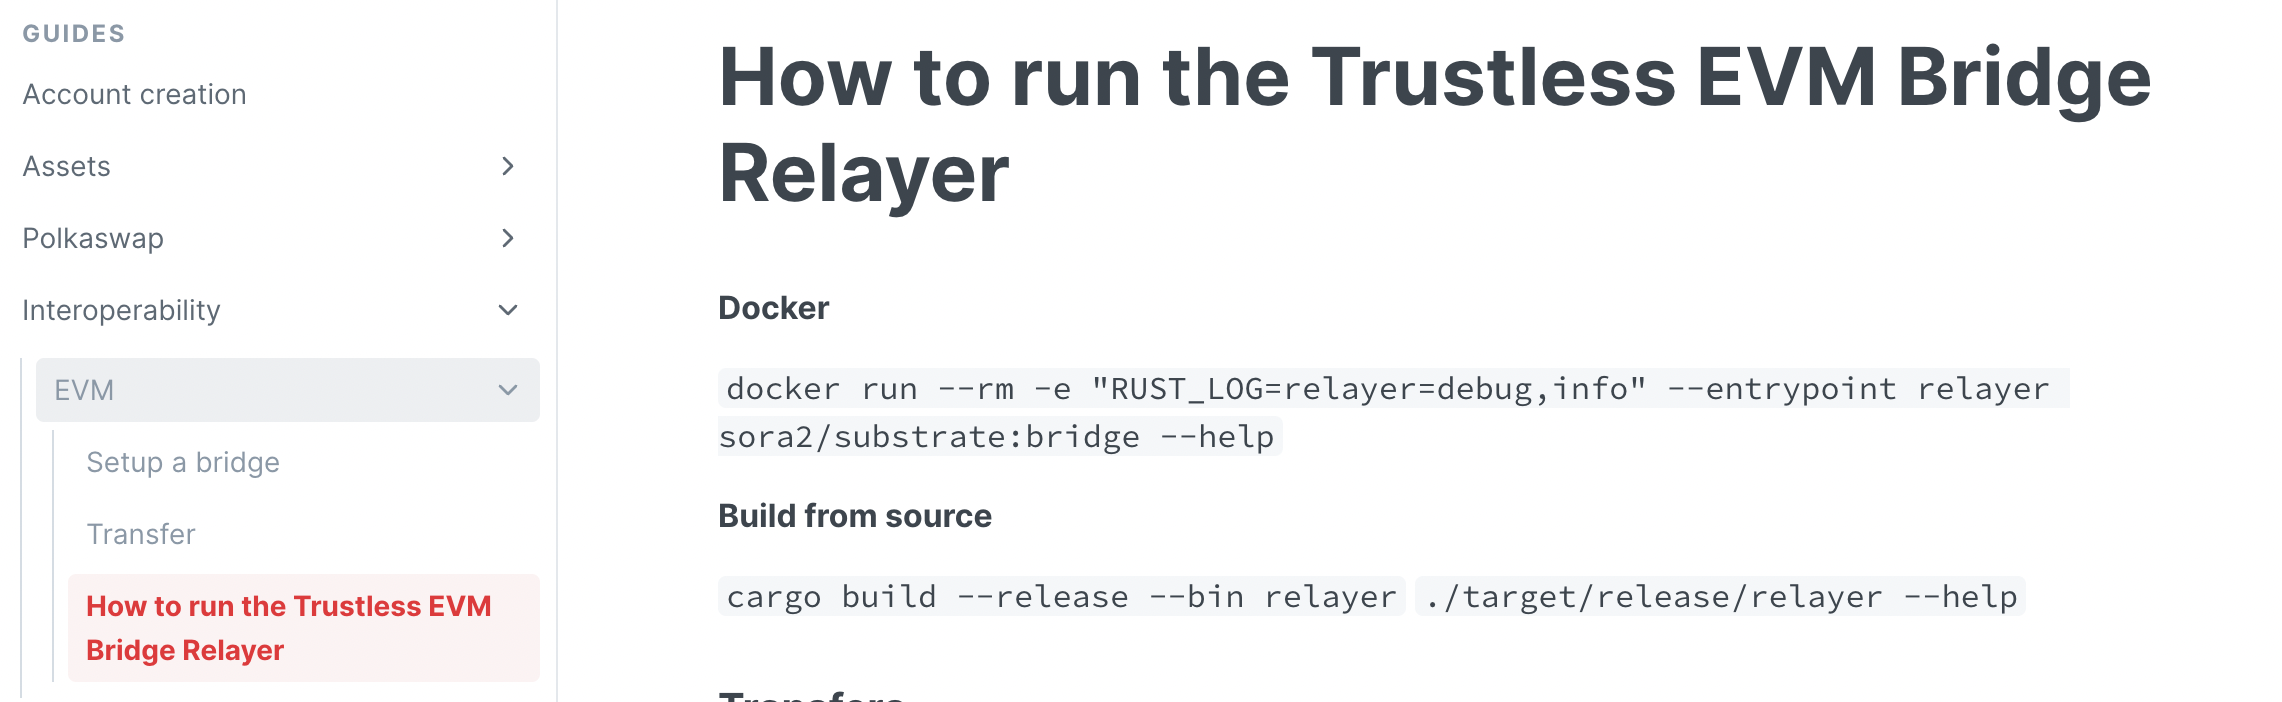 GUIDES
Account creation
Assets
Polkaswap
Interoperability
EVM
Setup a bridge
Transfer
How to run the Trustless EVM
Bridge Relayer
How to run the Trustless EVM Bridge
Relayer
Docker
docker run --rm -e "RUST_LOG=relayer=debug,info" --entrypoint relayer
sora2/substrate:bridge --help
Build from source
cargo build --release --bin relayer ./target/release/relayer --help
Transfers